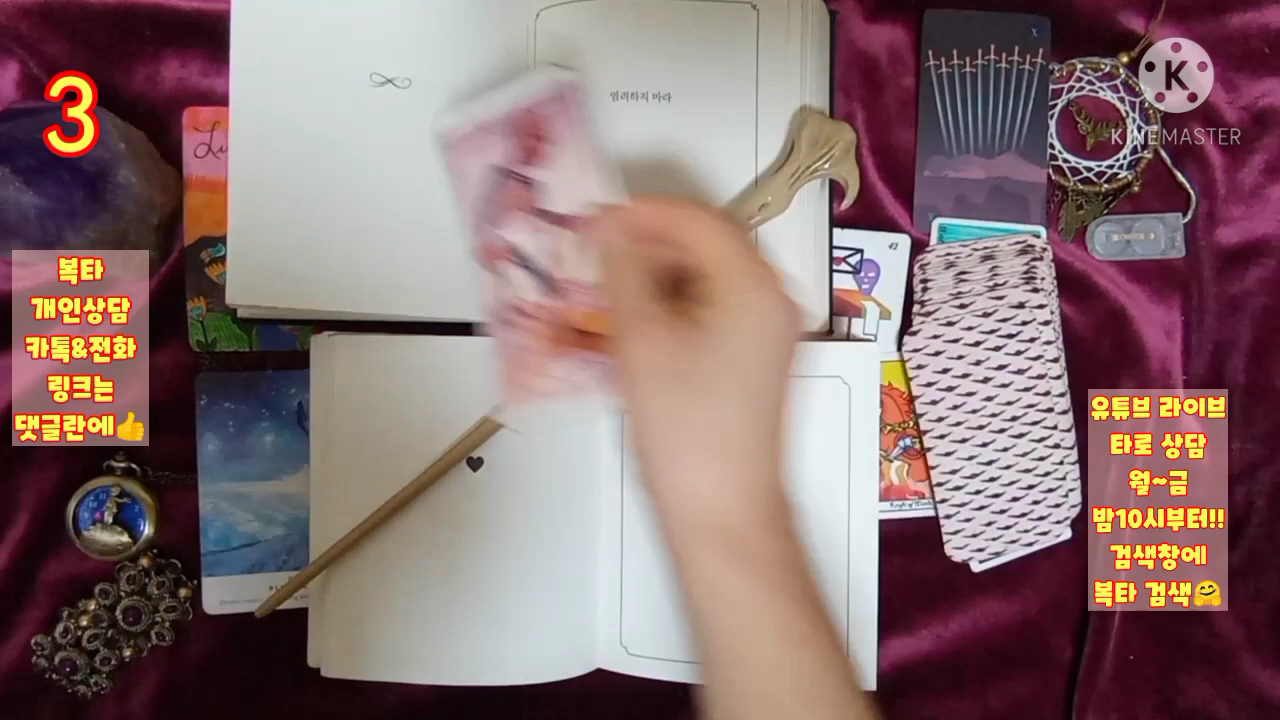 3
염려하지 마라
KINEMASTER
K
42
복타
개인상담
카톡&전화
링크는
댓글란에👍
유튜브 라이브
타로 상담
월~금
밤10시부터!!
검색창에
복타 검색🤗